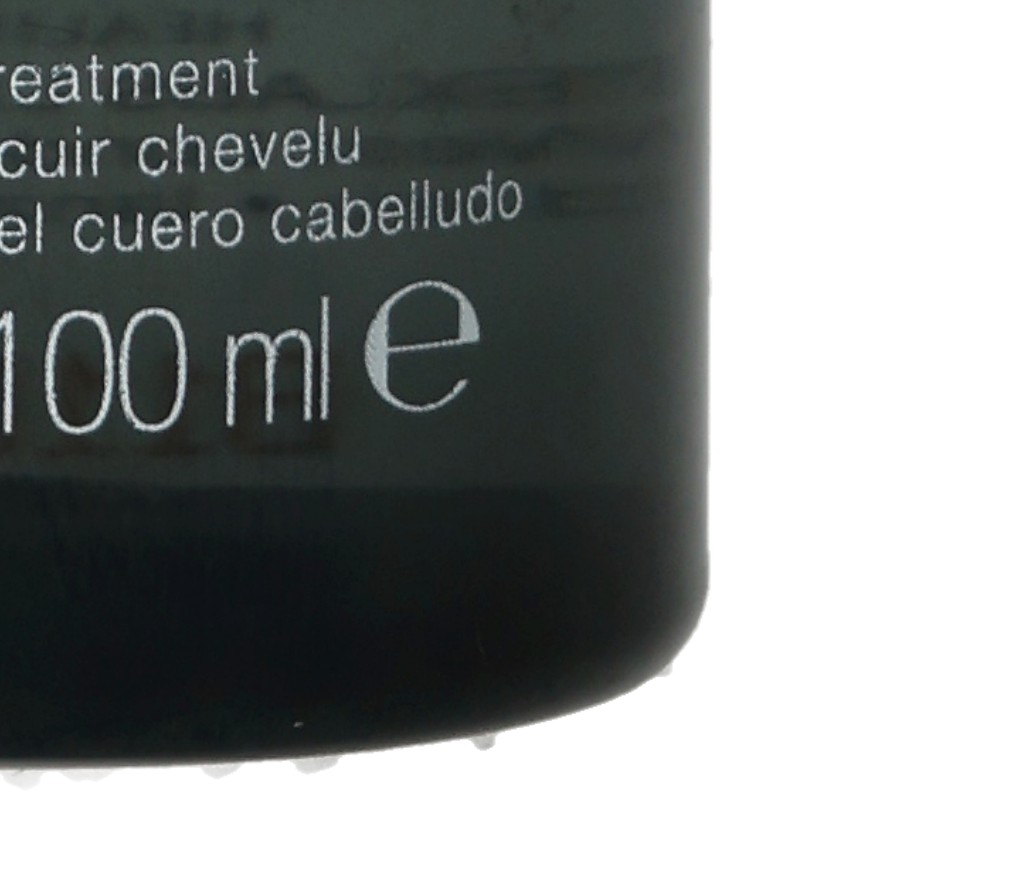 reatment
cuir chevelu
el cuero cabelludo
100 ml e